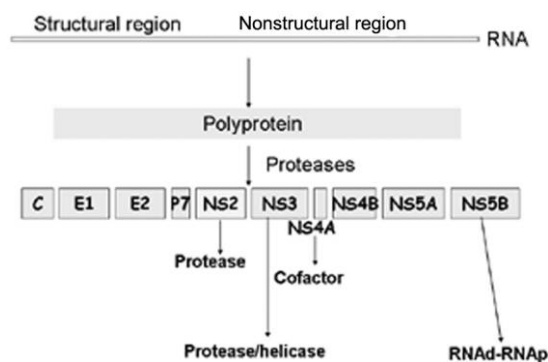 Structural region Nonstructural region
RNA
Polyprotein
Proteases
C E1 E2 P7 NS2 NS3 NS4B NS5A NS5B
NS4A
Protease
Cofactor
Protease/helicase RNAd-RNAp